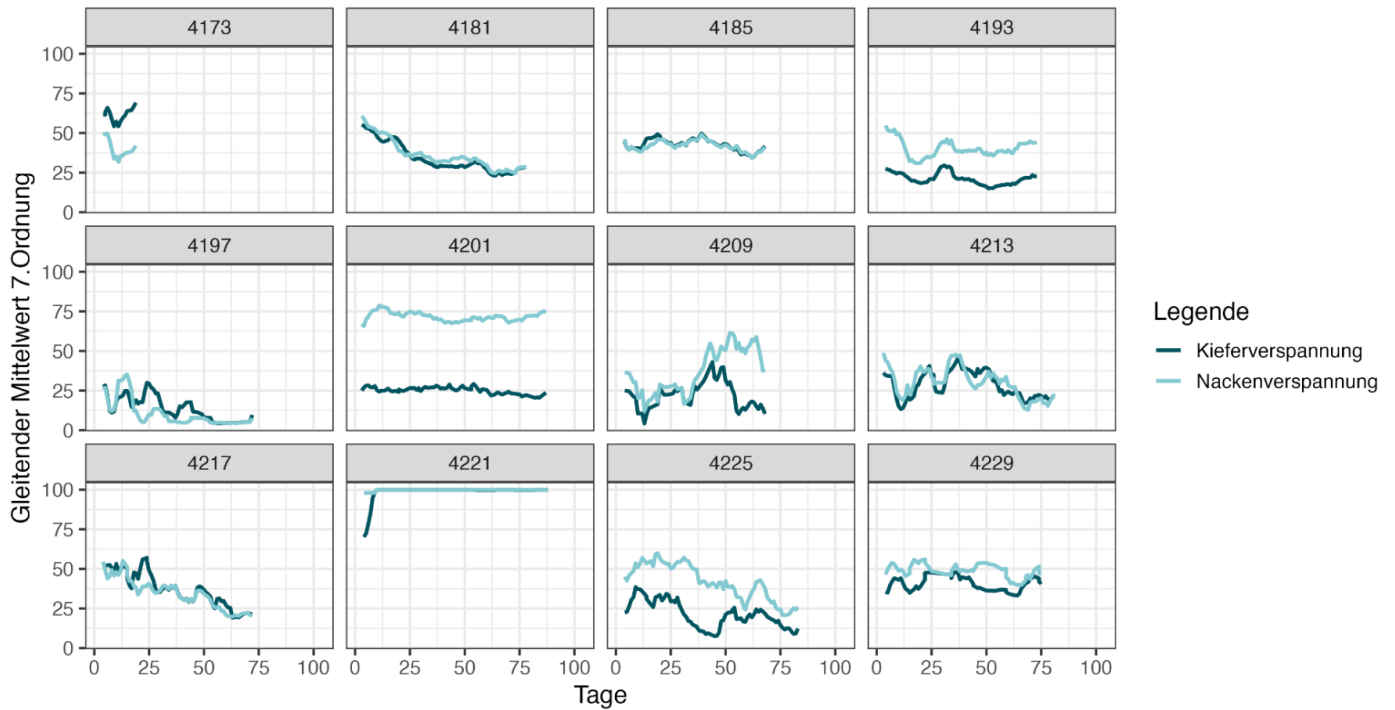 4173 4181 4185 4193
100
75
50
25
0
4197 4201 4209 4213
100
75
50
25
0
4217 4221 4225 4229
100
75
50
25
0
0 25 50 75 100 0 25 50 75 100 0 25 50 75 100 0 25 50 75 100
Tage
Gleitender Mittelwert 7.Ordnung
Legende
Kieferverspannung
Nackenverspannung